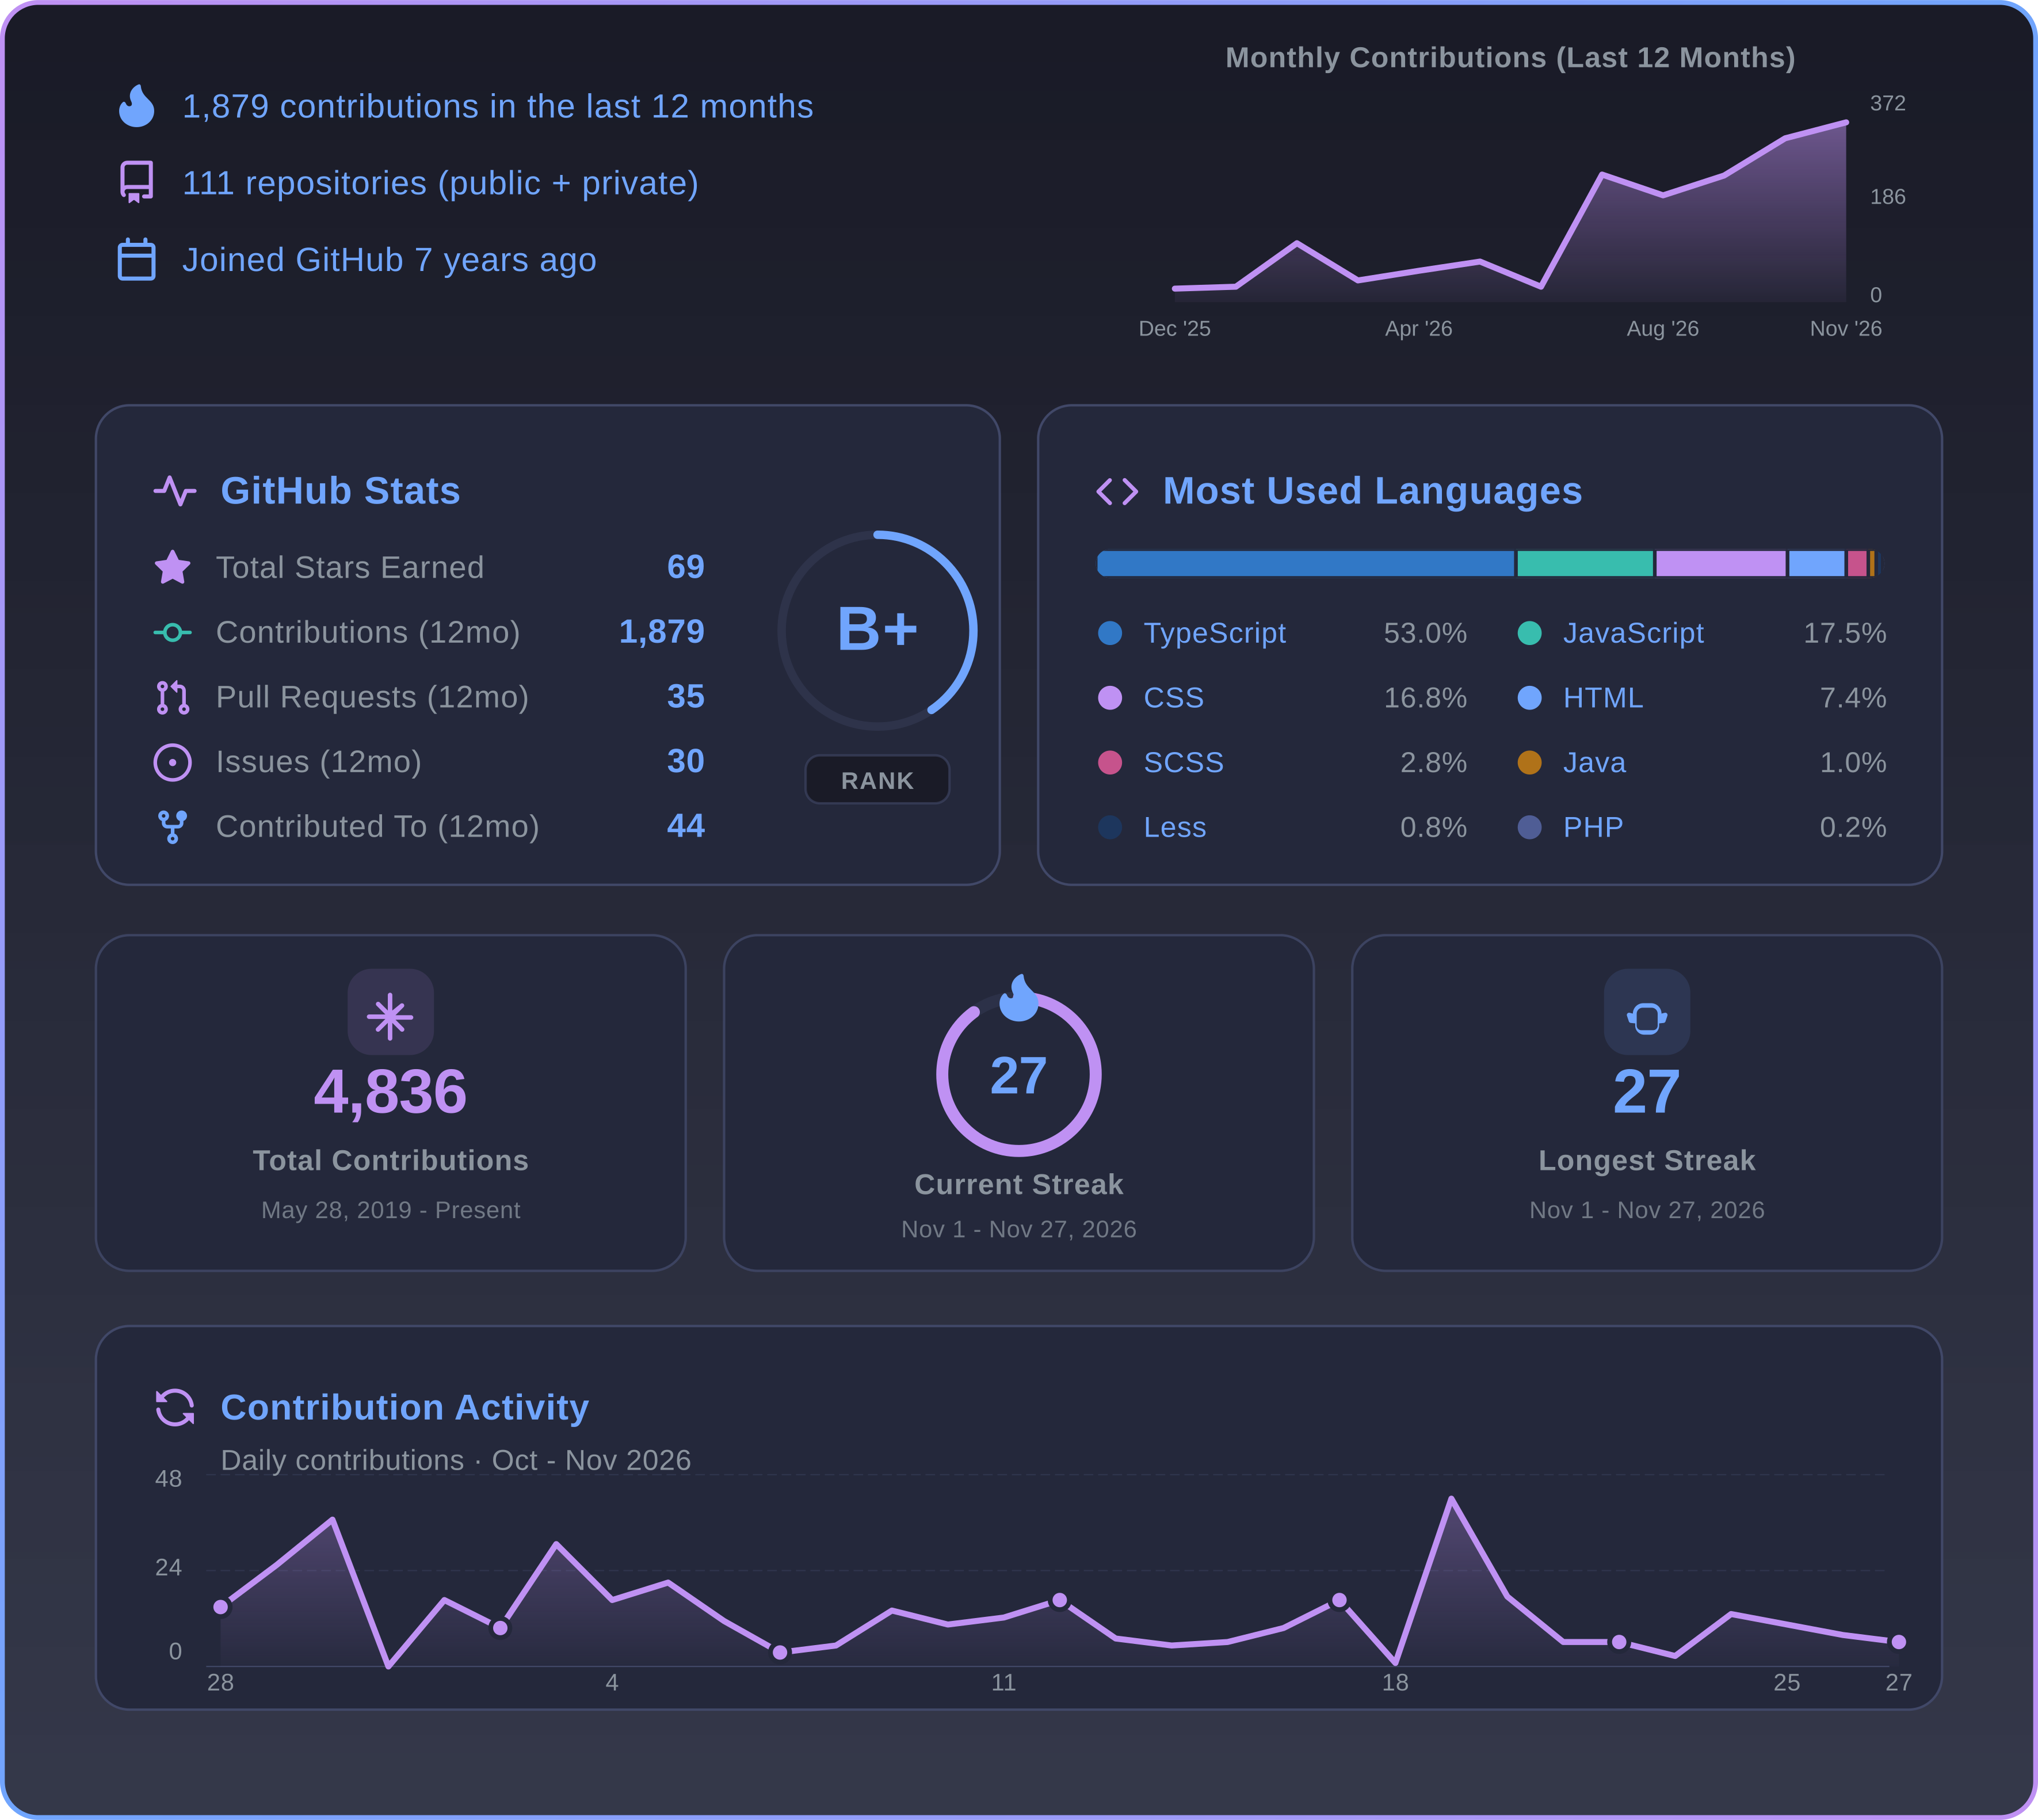 1,879 contributions in the last 12 months
111 repositories (public + private)
Joined GitHub 7 years ago
Monthly Contributions (Last 12 Months)
372
186
0
Dec '25 Apr '26 Aug '26 Nov '26
GitHub Stats
Total Stars Earned 69
Contributions (12mo) 1,879
Pull Requests (12mo) 35
Issues (12mo) 30
Contributed To (12mo) 44
B+
RANK
Most Used Languages
TypeScript 53.0% JavaScript 17.5%
CSS 16.8% HTML 7.4%
SCSS 2.8% Java 1.0%
Less 0.8% PHP 0.2%
4,836
Total Contributions
May 28, 2019 - Present
27
Current Streak
Nov 1 - Nov 27, 2026
27
Longest Streak
Nov 1 - Nov 27, 2026
Contribution Activity
Daily contributions · Oct - Nov 2026
48
24
0
28 4 11 18 25 27